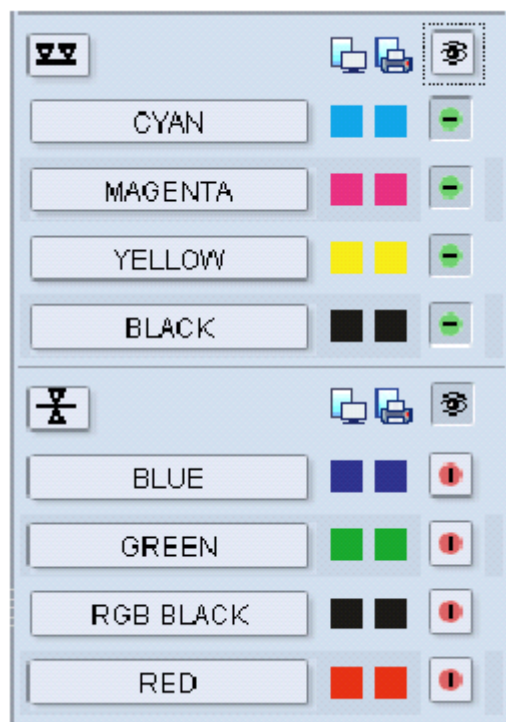 CYAN
MAGENTA
YELLOW
BLACK
BLUE
GREEN
RGB BLACK
RED